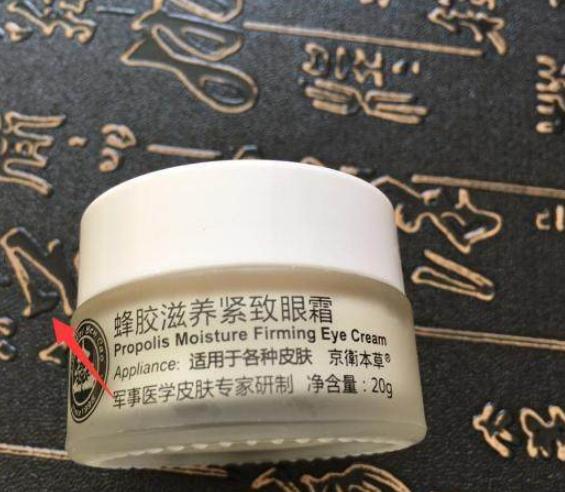 蜂胶滋养紧致眼霜
Propolis Moisture Firming Eye Cream
Appliance: 适用于各种皮肤 京衛本草®
军事医学皮肤专家研制 净含量：20g